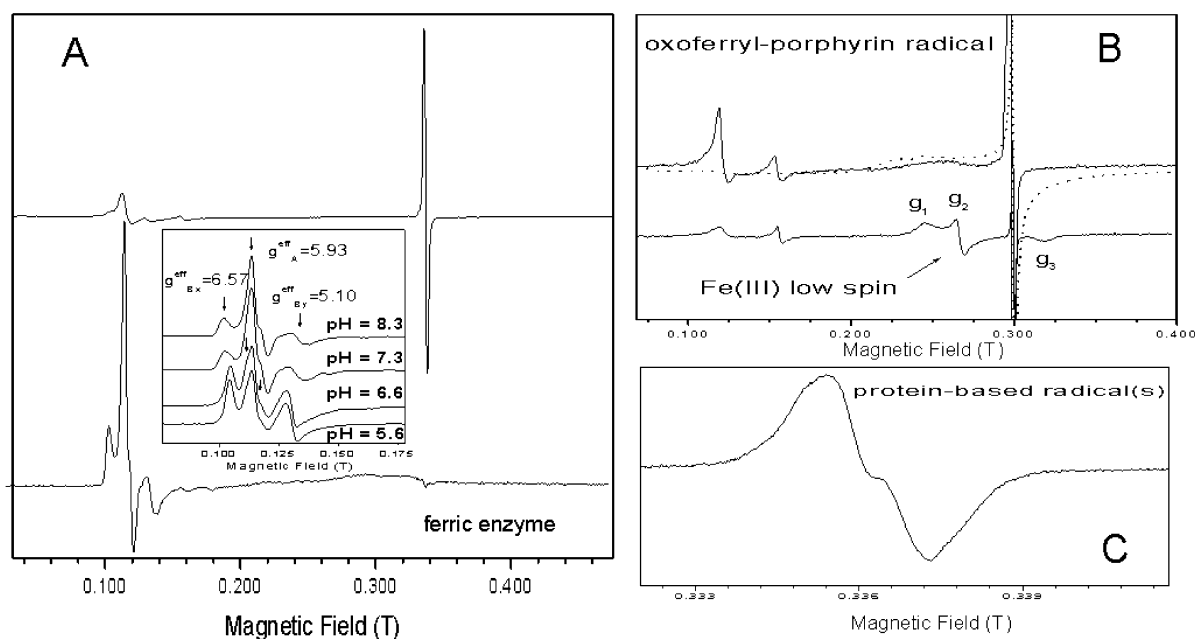 A
g^eff_A=5.93
g^eff_Bx=6.57
g^eff_By=5.10
pH = 8.3
pH = 7.3
pH = 6.6
pH = 5.6
0.100 0.125 0.150 0.175
Magnetic Field (T)
ferric enzyme
0.100 0.200 0.300 0.400
Magnetic Field (T)
B
oxoferryl-porphyrin radical
g1 g2
g3
Fe(III) low spin
0.100 0.200 0.300 0.400
Magnetic Field (T)
protein-based radical(s)
C
0.333 0.336 0.339
Magnetic Field (T)